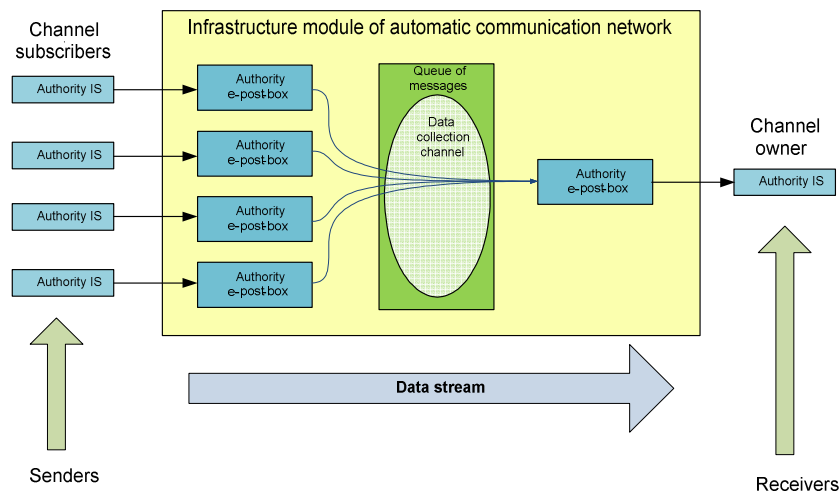 Infrastructure module of automatic communication network
Channel
subscribers
Authority IS
Authority IS
Authority IS
Authority IS
Authority
e-post-box
Authority
e-post-box
Authority
e-post-box
Authority
e-post-box
Queue of
messages
Data
collection
channel
Authority
e-post-box
Channel
owner
Authority IS
Data stream
Senders
Receivers